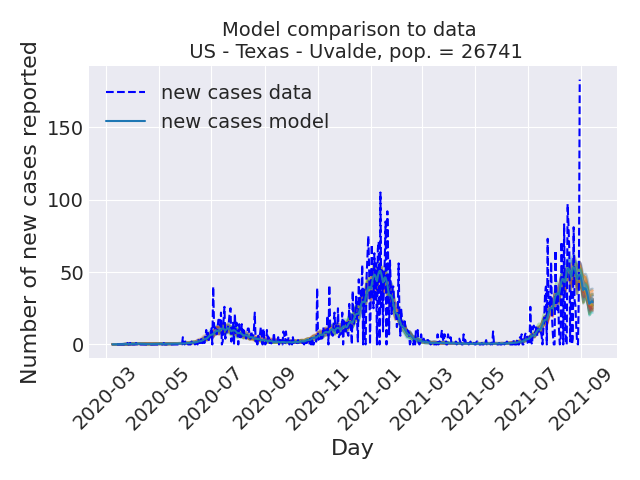 Model comparison to data
US - Texas - Uvalde, pop. = 26741
new cases data
new cases model
Number of new cases reported
150
100
50
0
2020-03
2020-05
2020-07
2020-09
2020-11
2021-01
2021-03
2021-05
2021-07
2021-09
Day